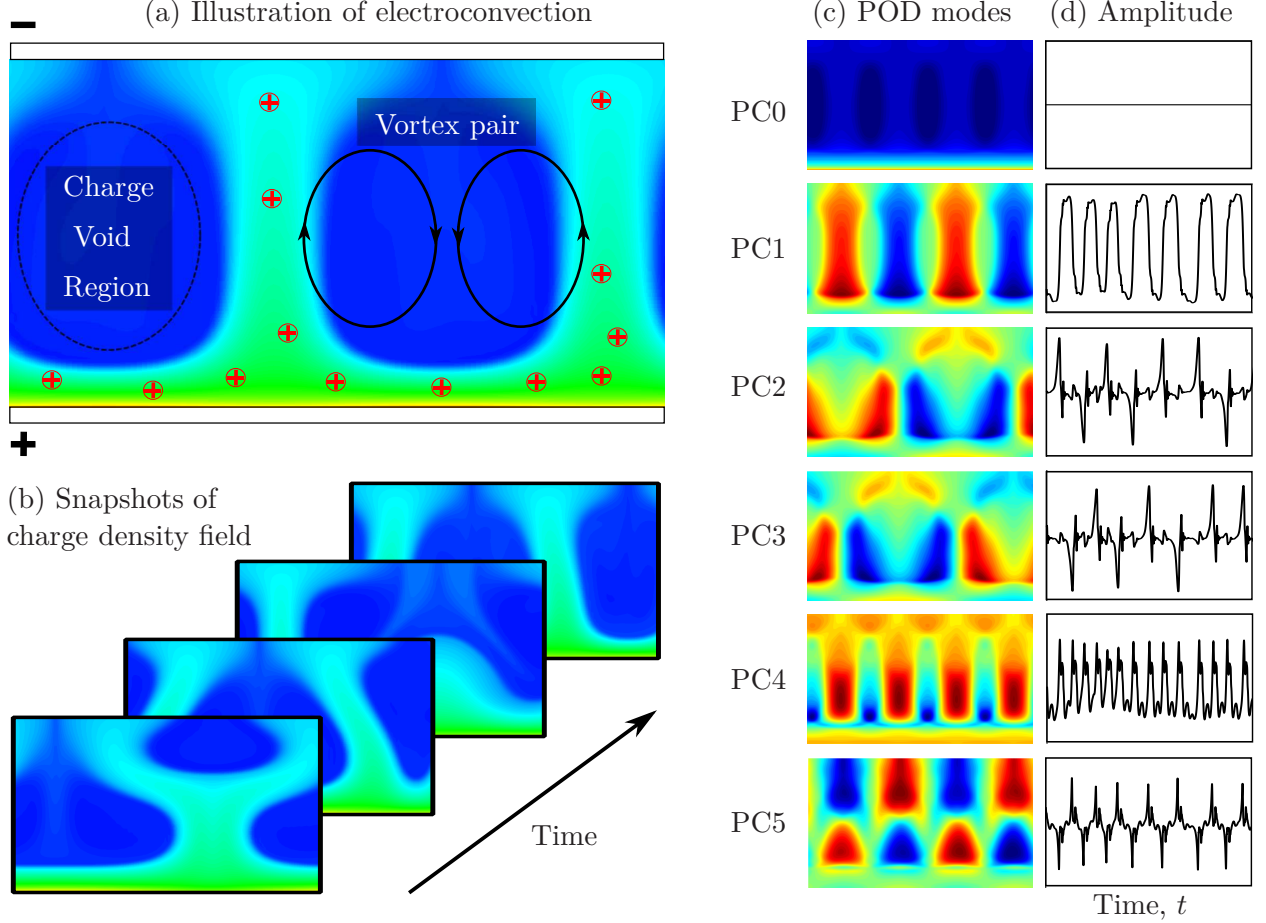 (a) Illustration of electroconvection
−
Charge
Void
Region
Vortex pair
+
(b) Snapshots of
charge density field
Time
(c) POD modes
(d) Amplitude
PC0
PC1
PC2
PC3
PC4
PC5
Time, t